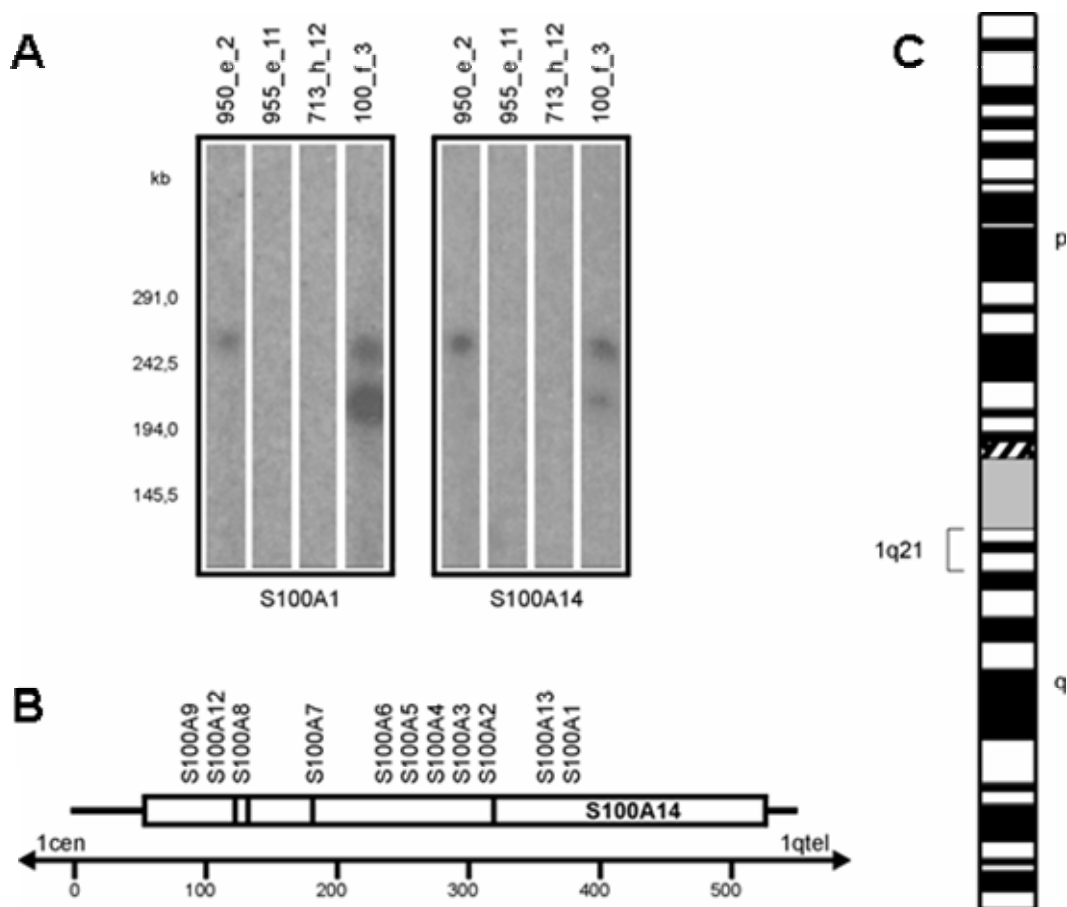 A
950_e_2
955_e_11
713_h_12
100_f_3
950_e_2
955_e_11
713_h_12
100_f_3
kb
291,0
242,5
194,0
145,5
S100A1
S100A14
C
p
1q21
q
B
S100A9
S100A12
S100A8
S100A7
S100A6
S100A5
S100A4
S100A3
S100A2
S100A13
S100A1
S100A14
1cen
1qtel
0
100
200
300
400
500